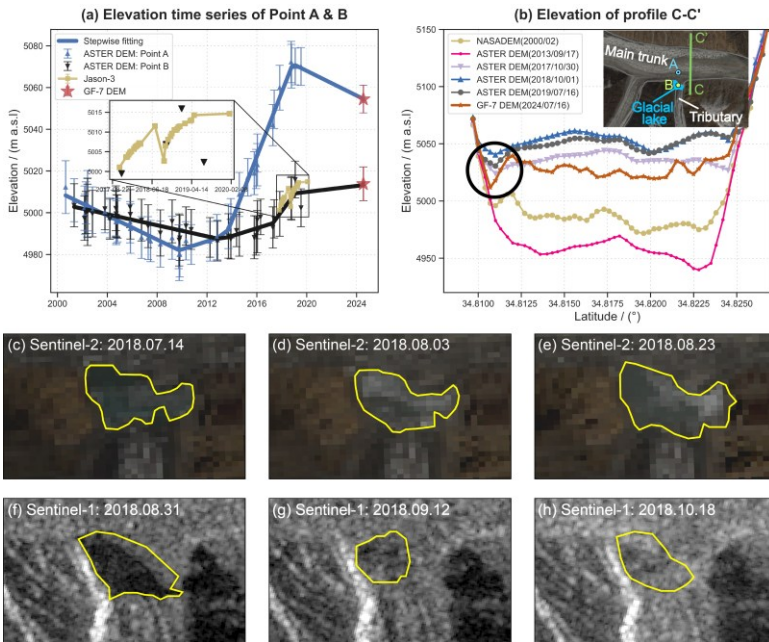 (a) Elevation time series of Point A & B
Elevation / (m a.s.l)
5080
5060
5040
5020
5000
4980
Stepwise fitting
ASTER DEM: Point A
ASTER DEM: Point B
Jason-3
GF-7 DEM
5015
5010
5005
5000
2018-08-18
2019-04-14
2000
2004
2008
2012
2016
2020
2024
(b) Elevation of profile C-C'
Elevation / (m a.s.l)
5150
5100
5050
5000
4950
NASADEM(2000/02)
ASTER DEM(2013/09/17)
ASTER DEM(2017/10/30)
ASTER DEM(2018/10/01)
ASTER DEM(2019/07/16)
GF-7 DEM(2024/07/16)
C'
Main trunk
A
B
C
Glacial lake
Tributary
34.8100
34.8125
34.8150
34.8175
34.8200
34.8225
34.8250
Latitude / (°)
(c) Sentinel-2: 2018.07.14
(d) Sentinel-2: 2018.08.03
(e) Sentinel-2: 2018.08.23
(f) Sentinel-1: 2018.08.31
(g) Sentinel-1: 2018.09.12
(h) Sentinel-1: 2018.10.18